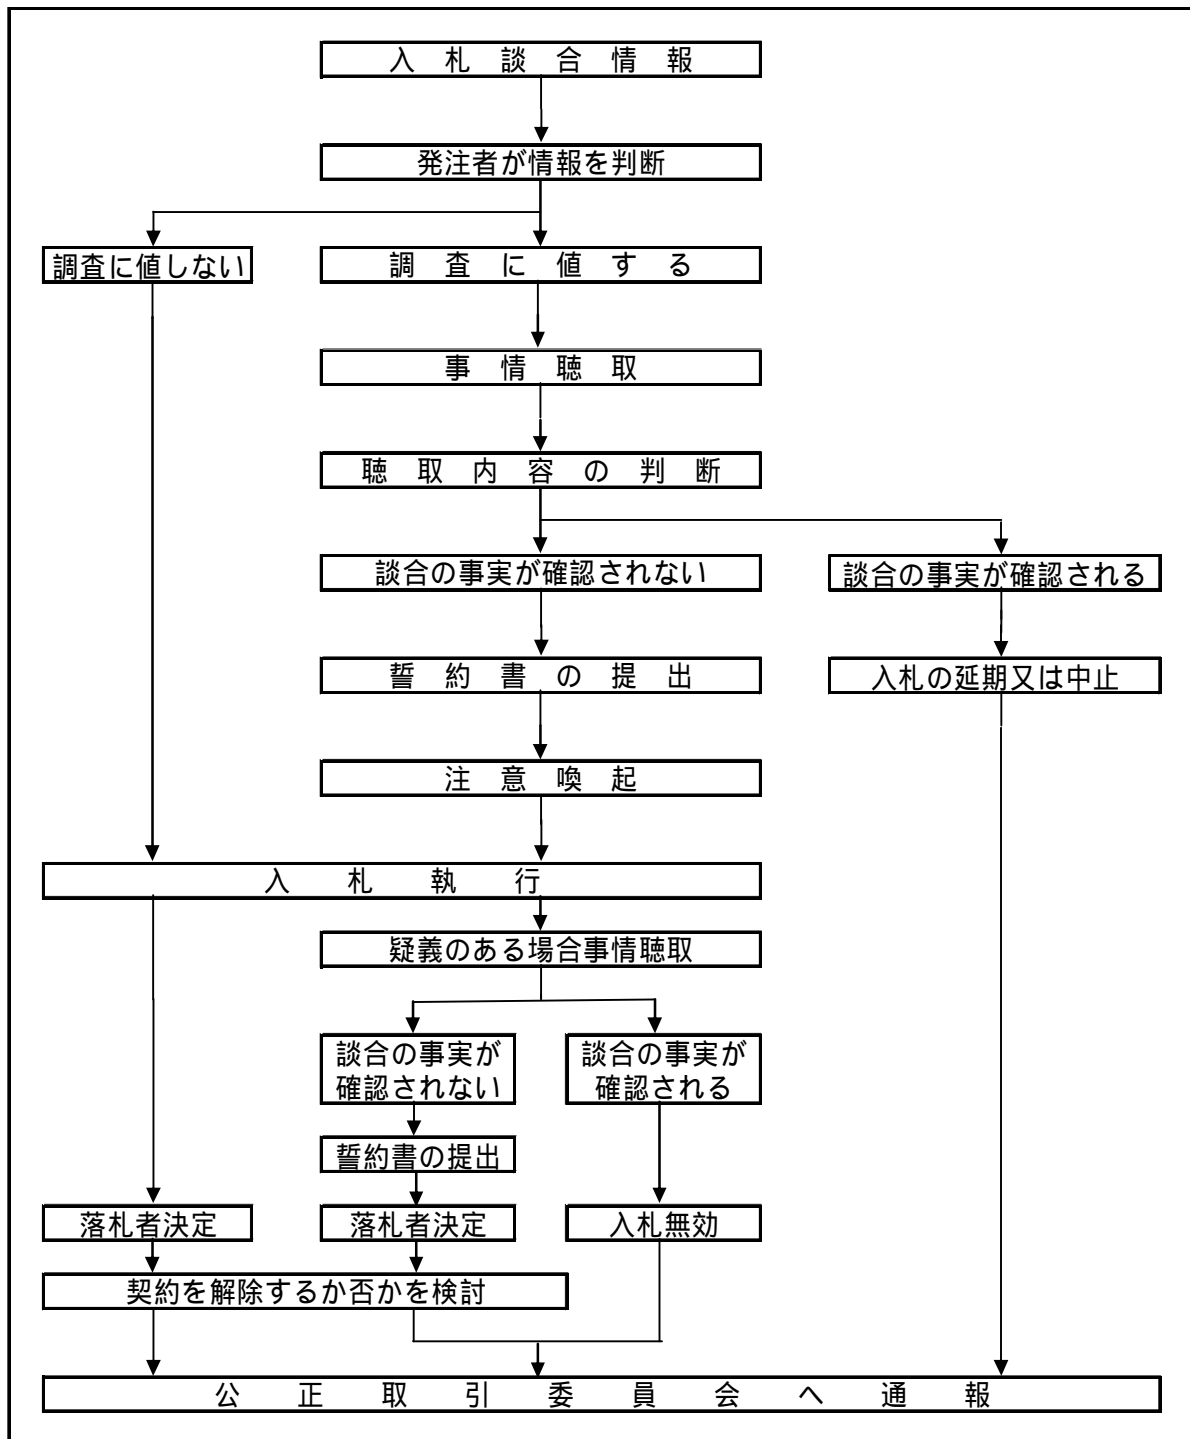 入札談合情報
発注者が情報を判断
調査に値しない
調査に値する
事情聴取
聴取内容の判断
談合の事実が確認されない
談合の事実が確認される
誓約書の提出
入札の延期又は中止
注意喚起
入札執行
疑義のある場合事情聴取
談合の事実が
確認されない
談合の事実が
確認される
誓約書の提出
落札者決定
落札者決定
入札無効
契約を解除するか否かを検討
公正取引委員会へ通報